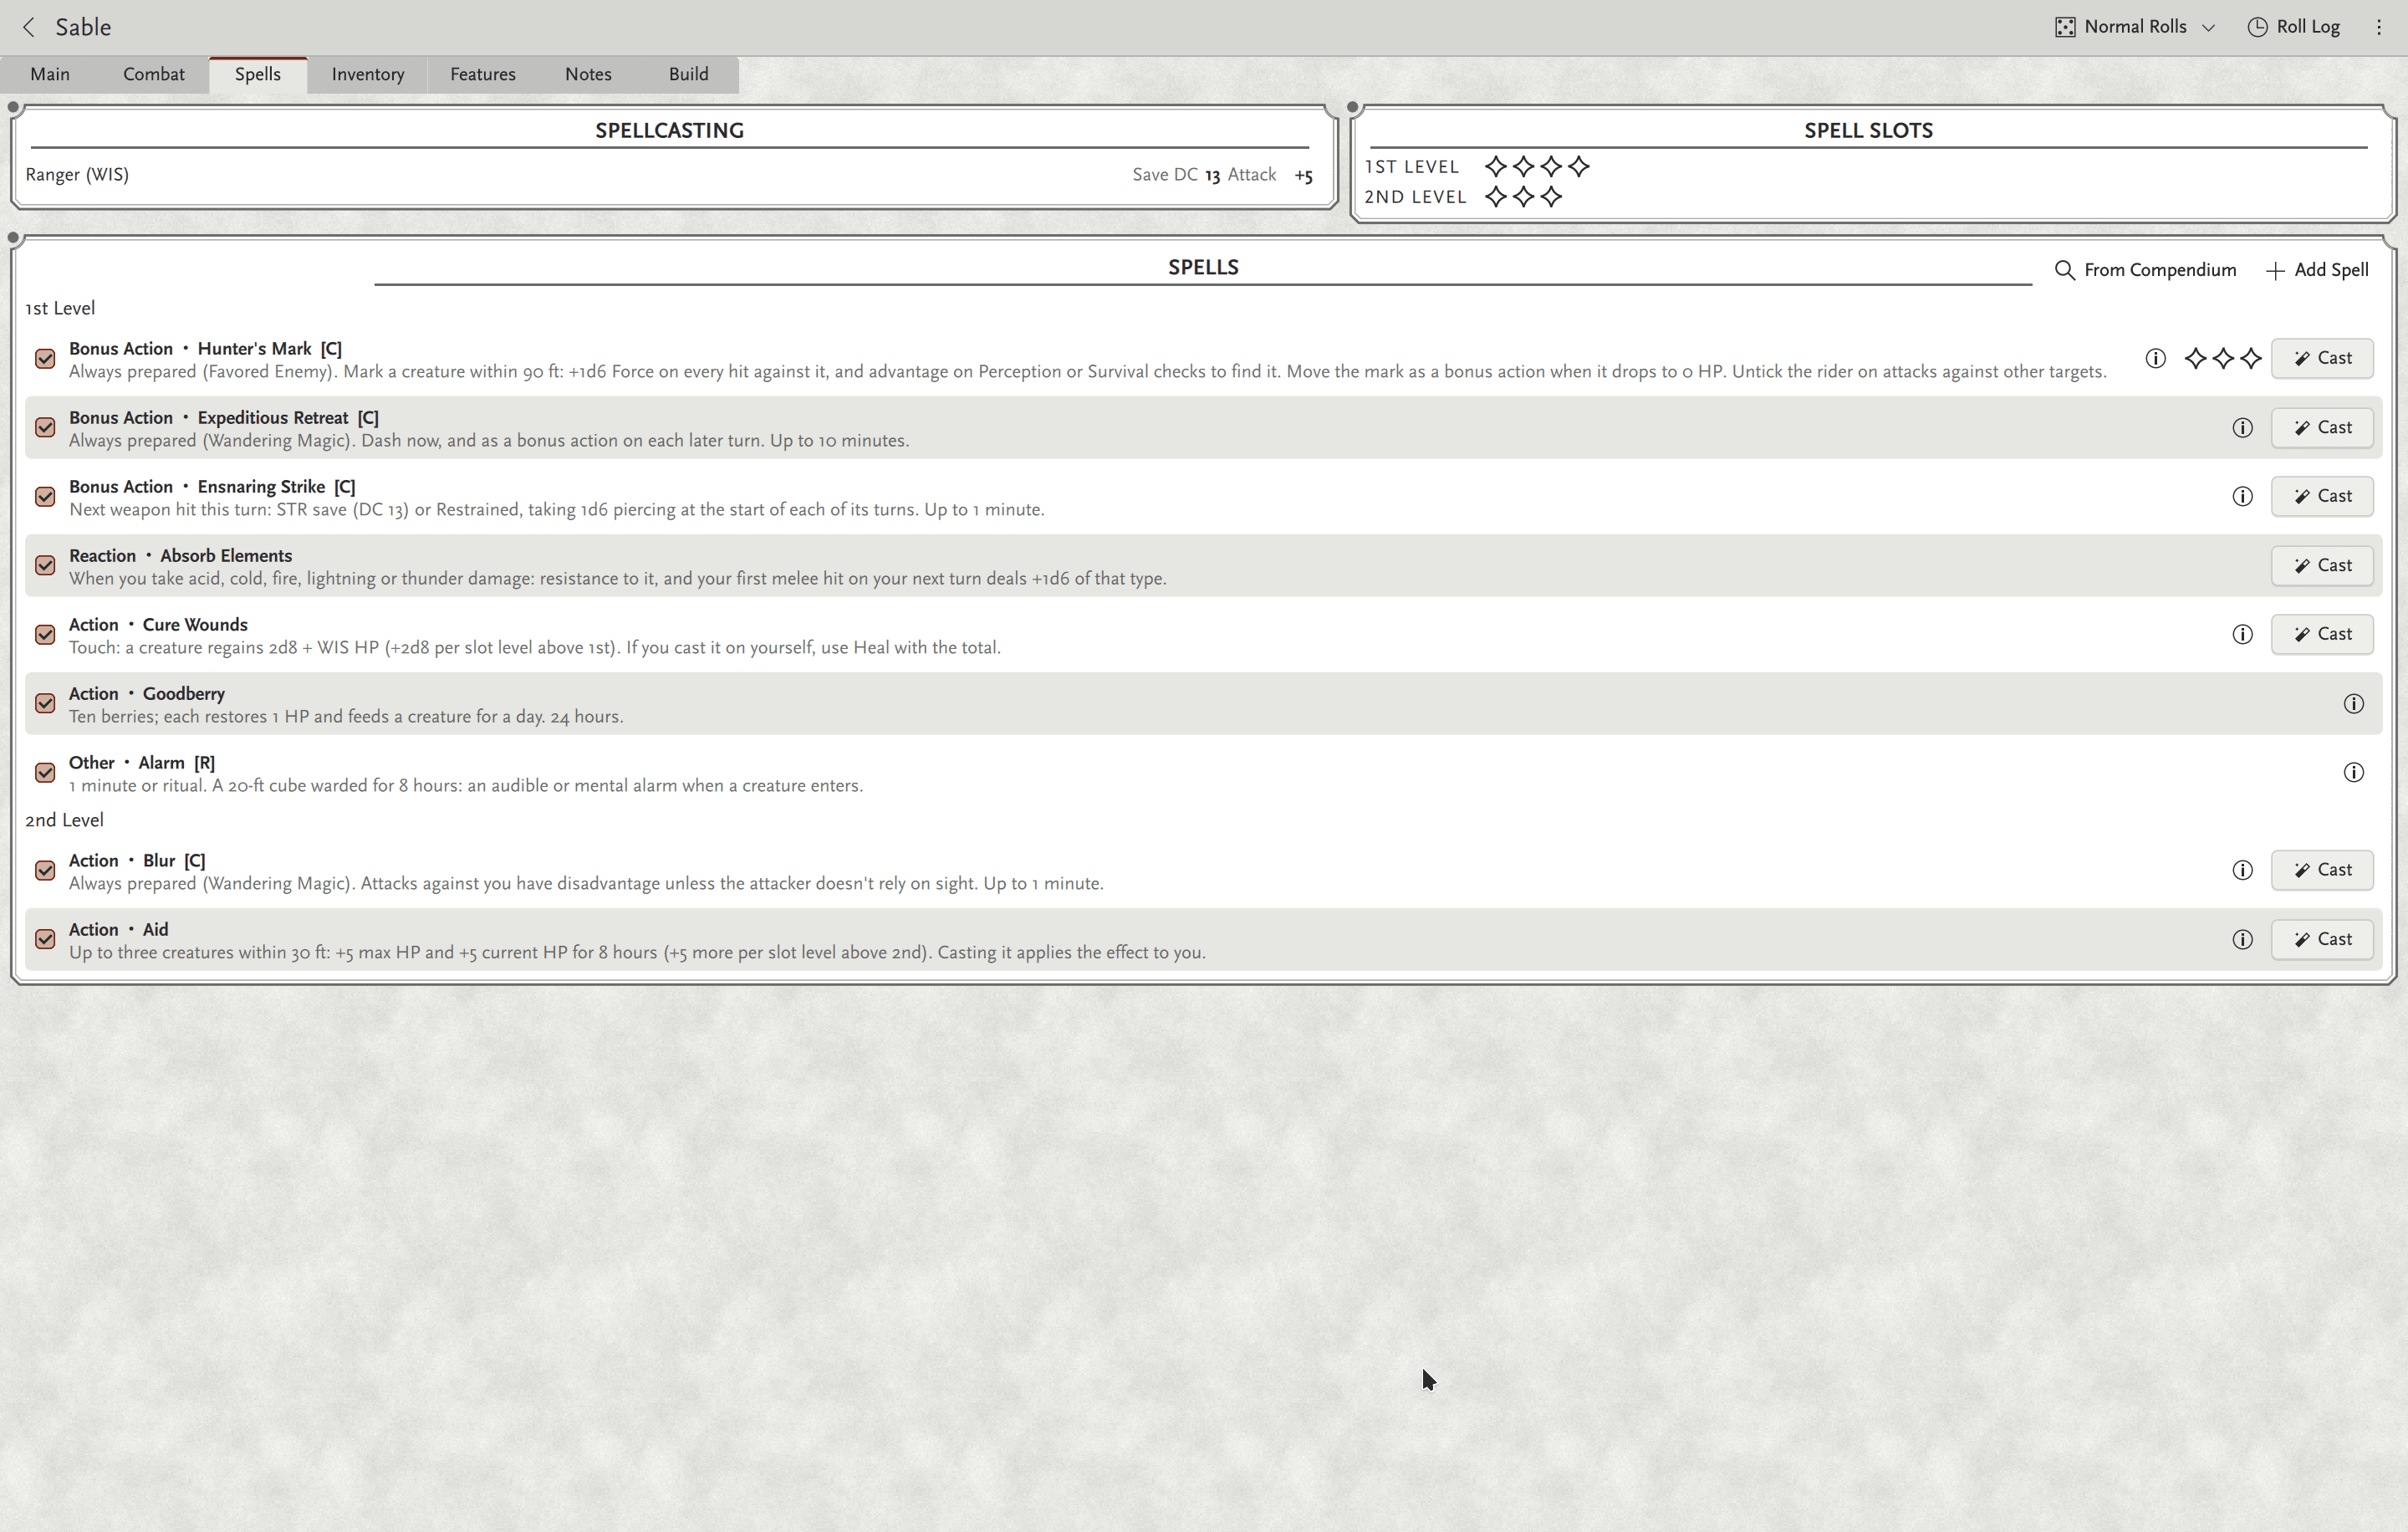 Sable
Normal Rolls
Roll Log
Main
Combat
Spells
Inventory
Features
Notes
Build
SPELLCASTING
Ranger (WIS)
Save DC 13 Attack +5
SPELL SLOTS
1ST LEVEL
2ND LEVEL
SPELLS
From Compendium
Add Spell
1st Level
Bonus Action • Hunter's Mark [C]
Always prepared (Favored Enemy). Mark a creature within 90 ft: +1d6 Force on every hit against it, and advantage on Perception or Survival checks to find it. Move the mark as a bonus action when it drops to 0 HP. Untick the rider on attacks against other targets.
Cast
Bonus Action • Expeditious Retreat [C]
Always prepared (Wandering Magic). Dash now, and as a bonus action on each later turn. Up to 10 minutes.
Cast
Bonus Action • Ensnaring Strike [C]
Next weapon hit this turn: STR save (DC 13) or Restrained, taking 1d6 piercing at the start of each of its turns. Up to 1 minute.
Cast
Reaction • Absorb Elements
When you take acid, cold, fire, lightning or thunder damage: resistance to it, and your first melee hit on your next turn deals +1d6 of that type.
Cast
Action • Cure Wounds
Touch: a creature regains 2d8 + WIS HP (+2d8 per slot level above 1st). If you cast it on yourself, use Heal with the total.
Cast
Action • Goodberry
Ten berries; each restores 1 HP and feeds a creature for a day. 24 hours.
Other • Alarm [R]
1 minute or ritual. A 20-ft cube warded for 8 hours: an audible or mental alarm when a creature enters.
2nd Level
Action • Blur [C]
Always prepared (Wandering Magic). Attacks against you have disadvantage unless the attacker doesn't rely on sight. Up to 1 minute.
Cast
Action • Aid
Up to three creatures within 30 ft: +5 max HP and +5 current HP for 8 hours (+5 more per slot level above 2nd). Casting it applies the effect to you.
Cast